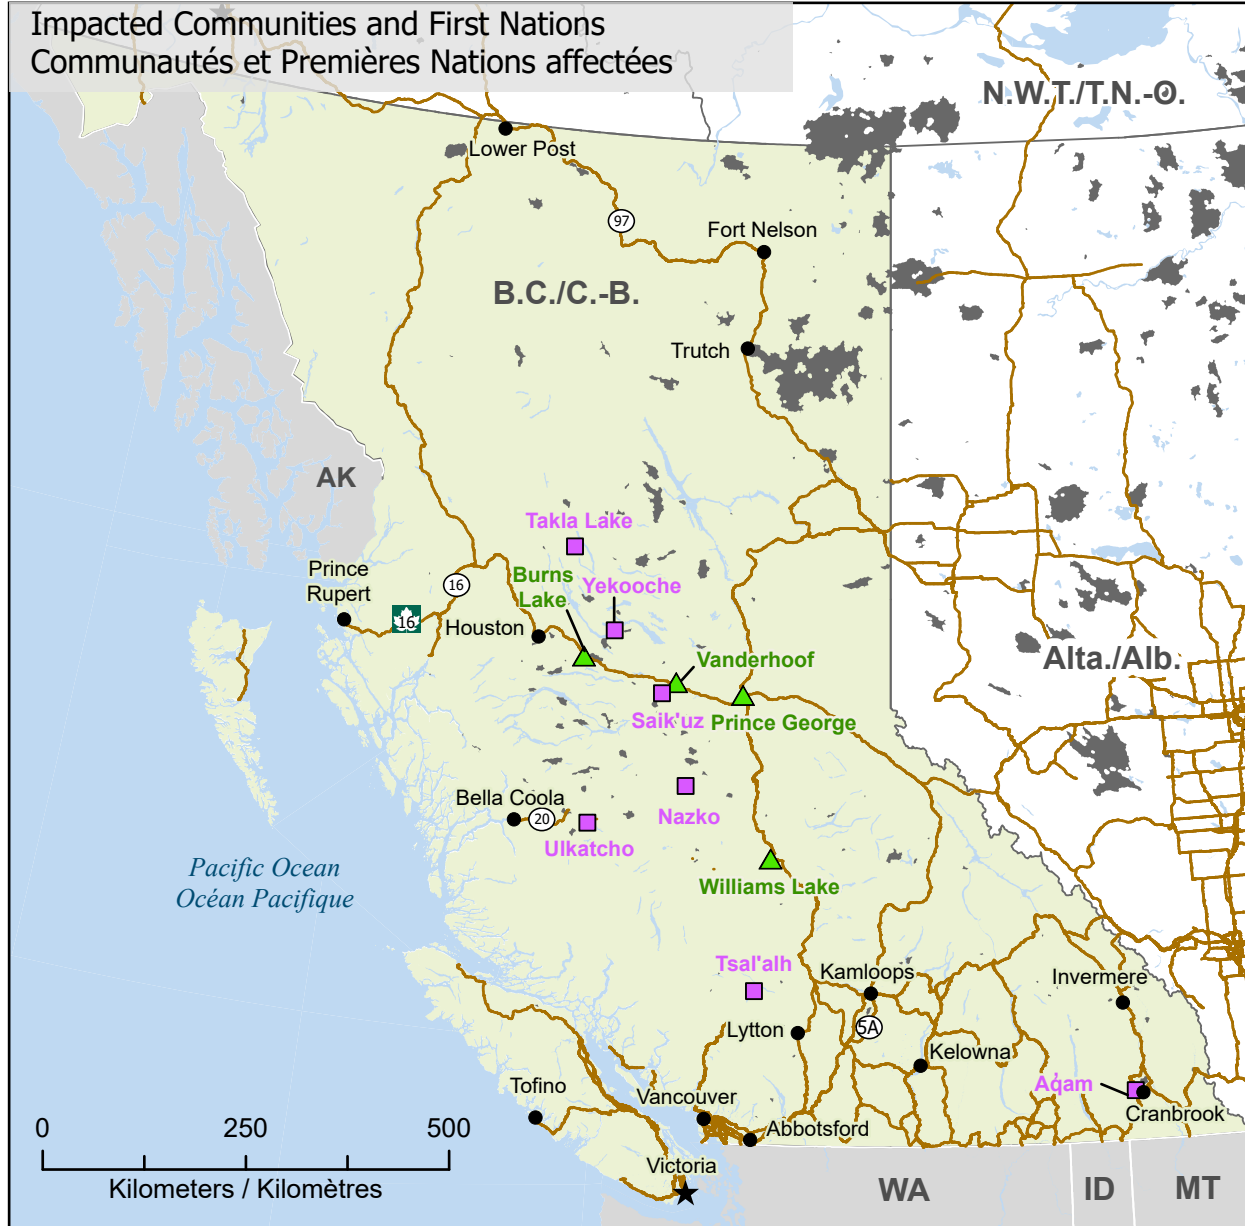 Impacted Communities and First Nations
Communautés et Premières Nations affectées
N.W.T./T.N.-O.
Lower Post
97
Fort Nelson
B.C./C.-B.
Trutch
AK
Takla Lake
Prince
Rupert
Burns
Lake
Yekooche
16
16
Houston
Vanderhoof
Alta./Alb.
Saik'uz
Prince George
Bella Coola
20
Nazko
Ulkatcho
Pacific Ocean
Océan Pacifique
Williams Lake
Tsal'alh
Kamloops
Invermere
Lytton
5A
Kelowna
Tofino
Vancouver
Aq̓am
Cranbrook
Abbotsford
0 250 500
Kilometers / Kilomètres
Victoria
WA
ID
MT